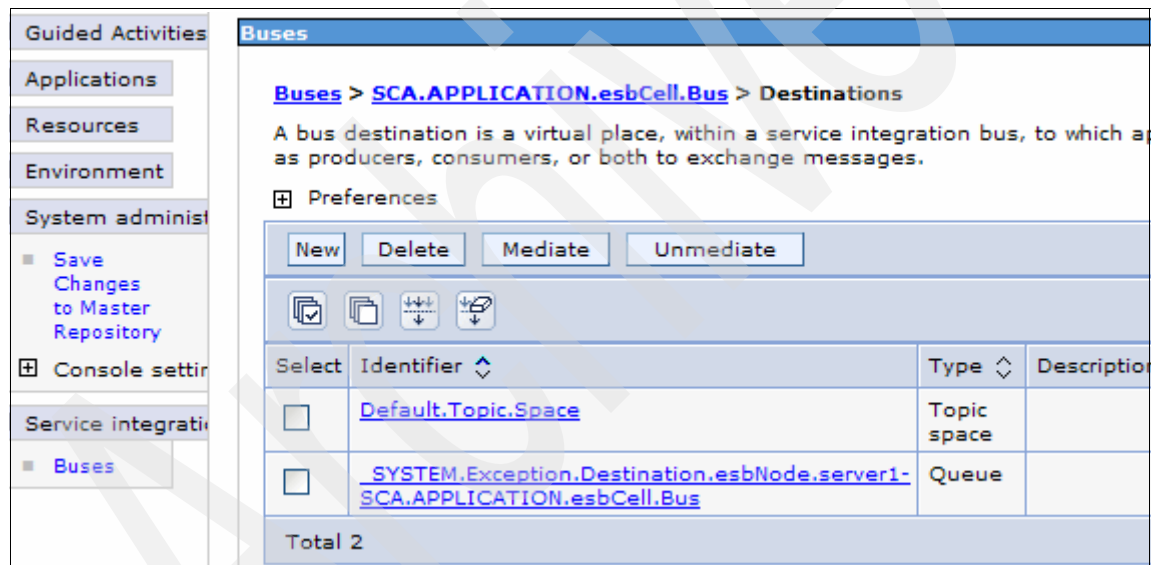 Guided Activities
Applications
Resources
Environment
System administ
Save
Changes
to Master
Repository
Console settin
Service integrati
Buses
Buses
Buses > SCA.APPLICATION.esbCell.Bus > Destinations
A bus destination is a virtual place, within a service integration bus, to which ap
as producers, consumers, or both to exchange messages.
Preferences
New Delete Mediate Unmediate
Select Identifier Type Description
Default.Topic.Space Topic
space
_SYSTEM.Exception.Destination.esbNode.server1- Queue
SCA.APPLICATION.esbCell.Bus
Total 2